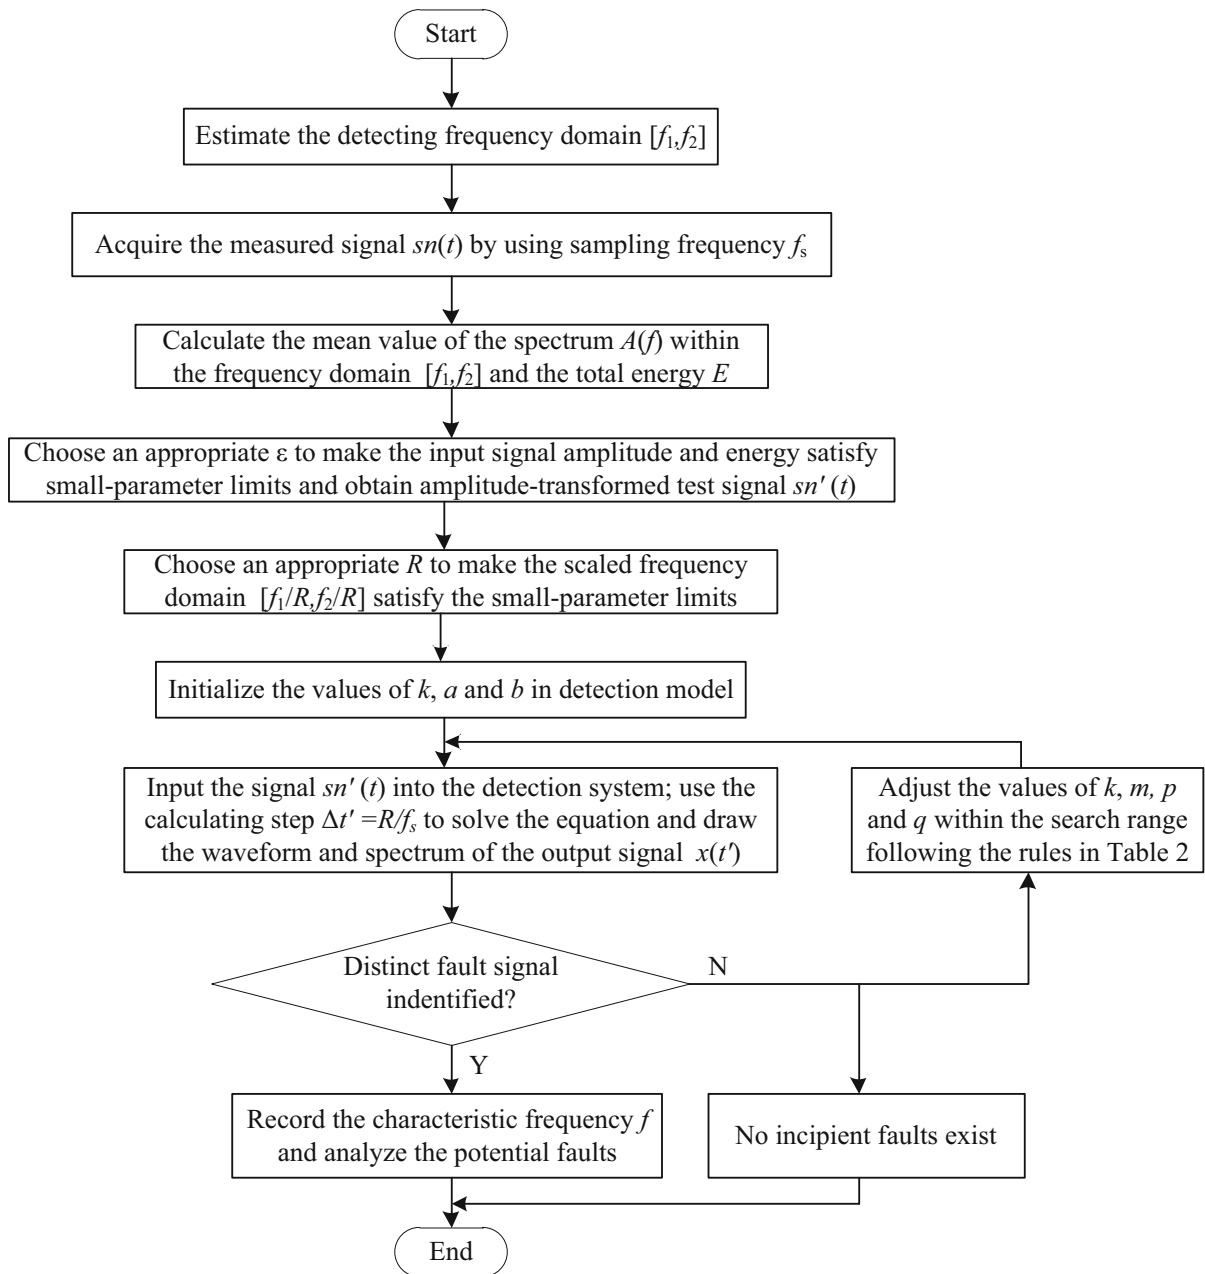 Start
Estimate the detecting frequency domain [f₁,f₂]
Acquire the measured signal sn(t) by using sampling frequency fₛ
Calculate the mean value of the spectrum A(f) within
the frequency domain [f₁,f₂] and the total energy E
Choose an appropriate ε to make the input signal amplitude and energy satisfy
small-parameter limits and obtain amplitude-transformed test signal sn′(t)
Choose an appropriate R to make the scaled frequency
domain [f₁/R,f₂/R] satisfy the small-parameter limits
Initialize the values of k, a and b in detection model
Input the signal sn′(t) into the detection system; use the
calculating step Δt′ =R/fₛ to solve the equation and draw
the waveform and spectrum of the output signal x(t′)
Adjust the values of k, m, p
and q within the search range
following the rules in Table 2
Distinct fault signal
indentified?
N
Y
Record the characteristic frequency f
and analyze the potential faults
No incipient faults exist
End